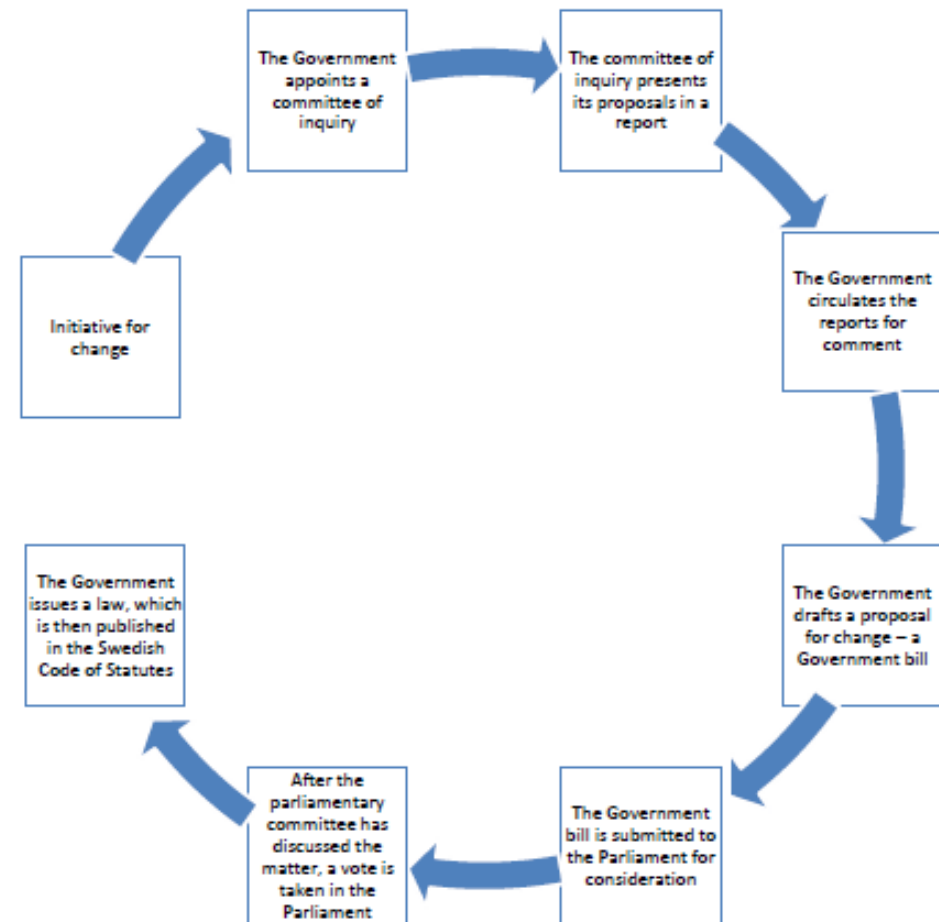 The Government
appoints a
committee of
inquiry
The committee of
inquiry presents
its proposals in a
report
The Government
circulates the
reports for
comment
The Government
drafts a proposal
for change – a
Government bill
The Government
bill is submitted to
the Parliament for
consideration
After the
parliamentary
committee has
discussed the
matter, a vote is
taken in the
Parliament
The Government
issues a law, which
is then published
in the Swedish
Code of Statutes
Initiative for
change